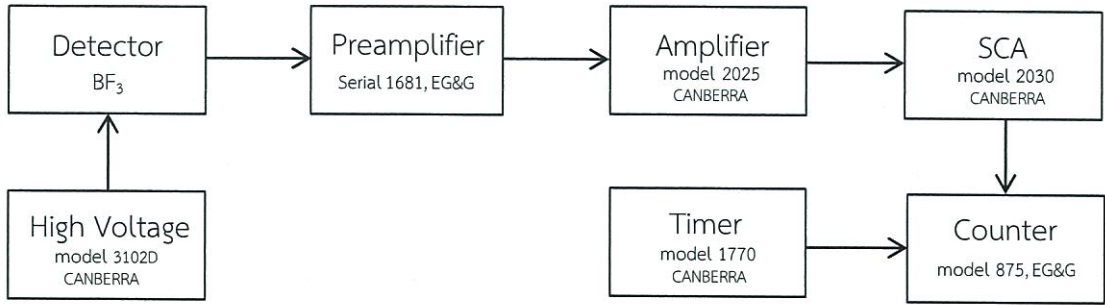 Detector
BF₃
Preamplifier
Serial 1681, EG&G
Amplifier
model 2025
CANBERRA
SCA
model 2030
CANBERRA
High Voltage
model 3102D
CANBERRA
Timer
model 1770
CANBERRA
Counter
model 875, EG&G